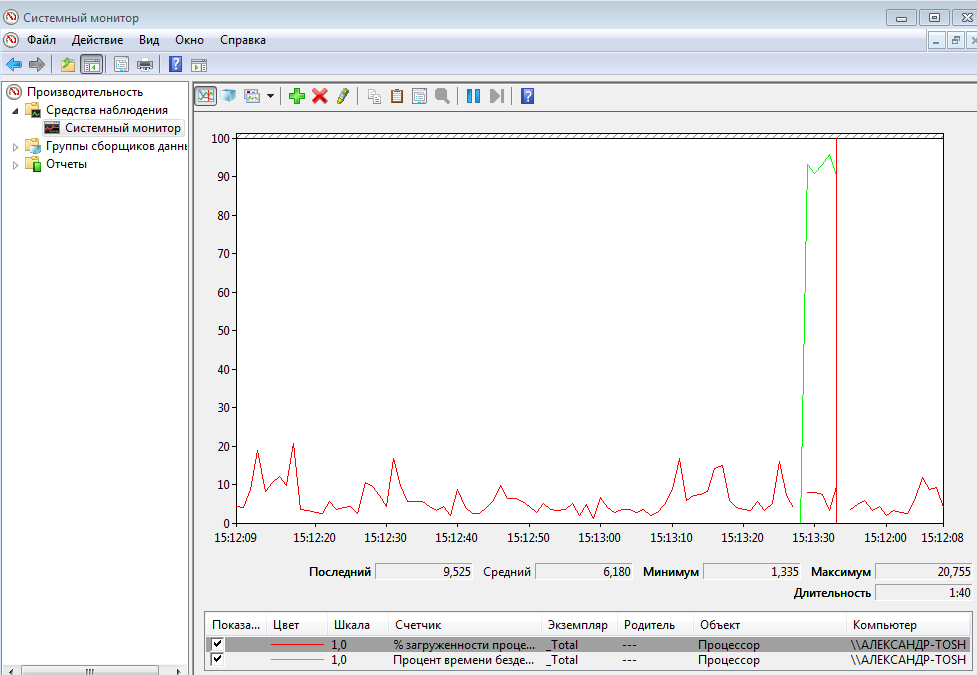 Системный монитор
Файл Действие Вид Окно Справка
Производительность
Средства наблюдения
Системный монитор
Группы сборщиков данн
Отчеты
100
90
80
70
60
50
40
30
20
10
0
15:12:09 15:12:20 15:12:30 15:12:40 15:12:50 15:13:00 15:13:10 15:13:20 15:13:30 15:12:00 15:12:08
Последний 9,525 Средний 6,180 Минимум 1,335 Максимум 20,755
Длительность 1:40
Показа... Цвет Шкала Счетчик Экземпляр Родитель Объект Компьютер
1,0 % загруженности проце... _Total --- Процессор \\АЛЕКСАНДР-TOSH
1,0 Процент времени безде... _Total --- Процессор \\АЛЕКСАНДР-TOSH